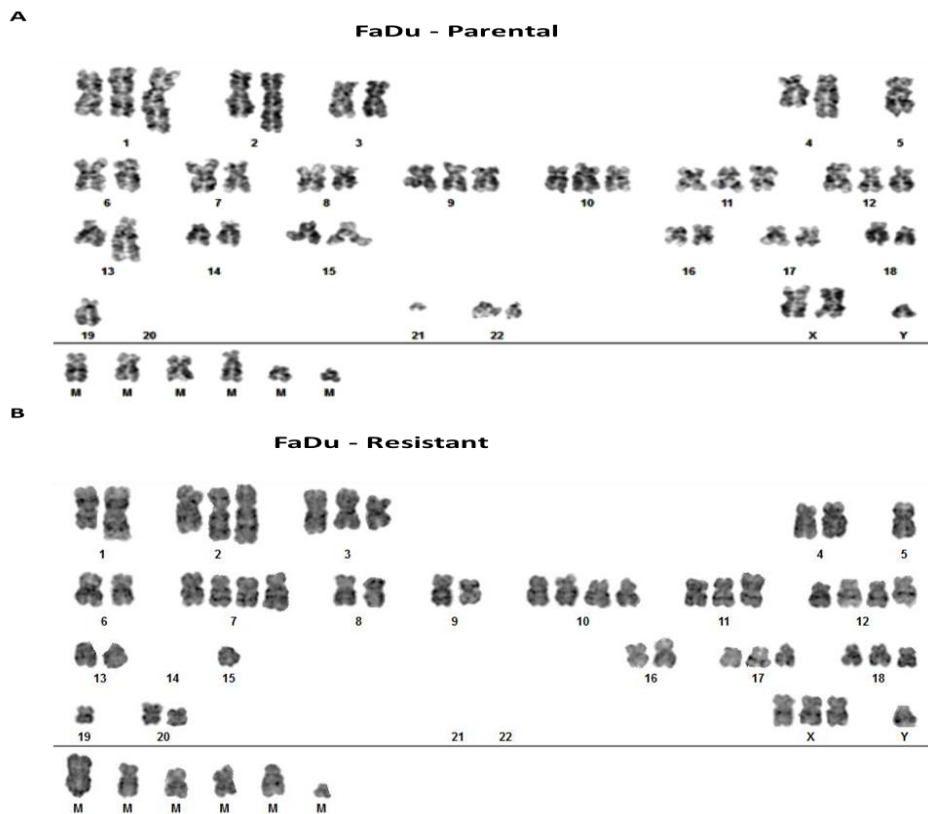 A
FaDu - Parental
1 2 3 4 5
6 7 8 9 10 11 12
13 14 15 16 17 18
19 20 21 22 X Y
M M M M M M
B
FaDu - Resistant
1 2 3 4 5
6 7 8 9 10 11 12
13 14 15 16 17 18
19 20 21 22 X Y
M M M M M M